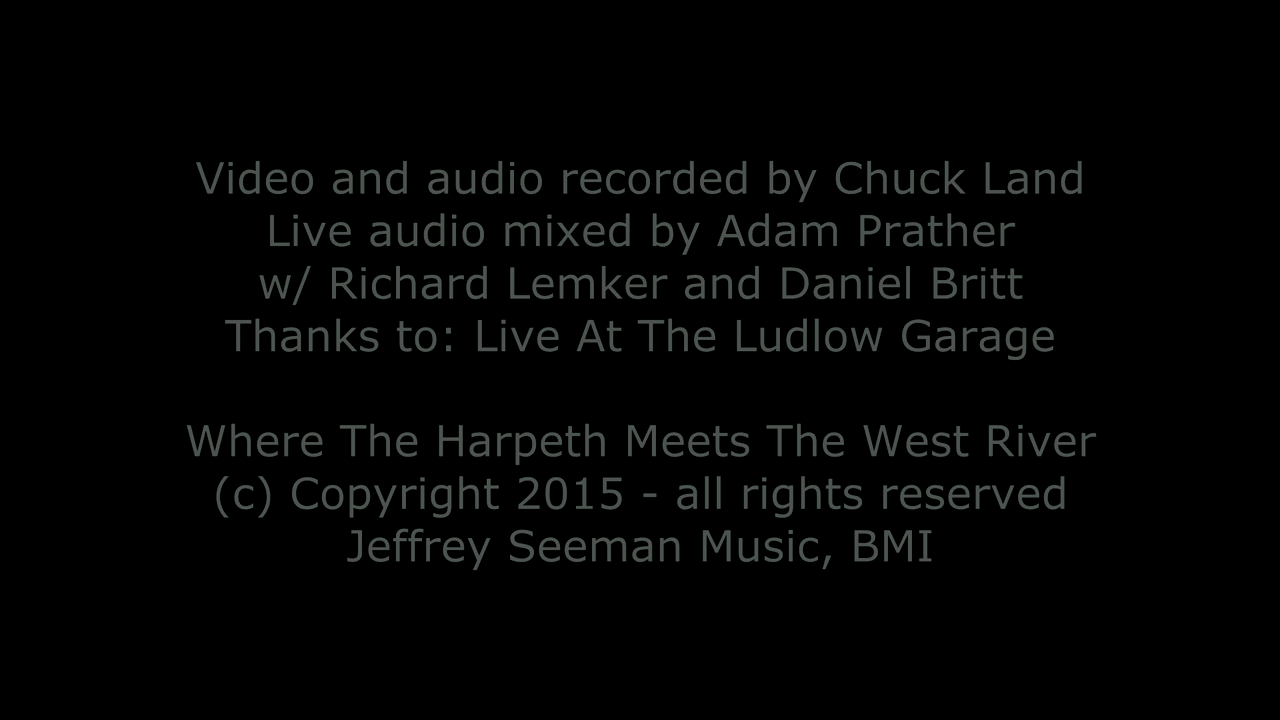 Video and audio recorded by Chuck Land
Live audio mixed by Adam Prather
w/ Richard Lemker and Daniel Britt
Thanks to: Live At The Ludlow Garage
Where The Harpeth Meets The West River
(c) Copyright 2015 - all rights reserved
Jeffrey Seeman Music, BMI